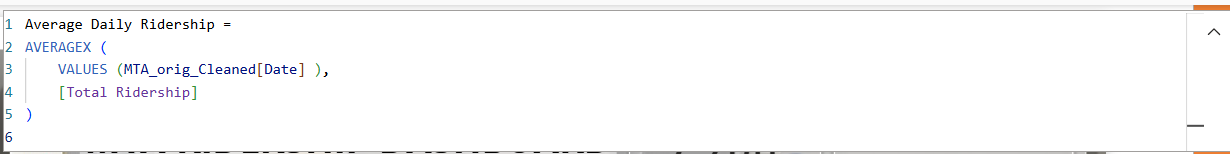 1 Average Daily Ridership =
2 AVERAGEX (
3     VALUES (MTA_orig_Cleaned[Date] ),
4     [Total Ridership]
5 )
6